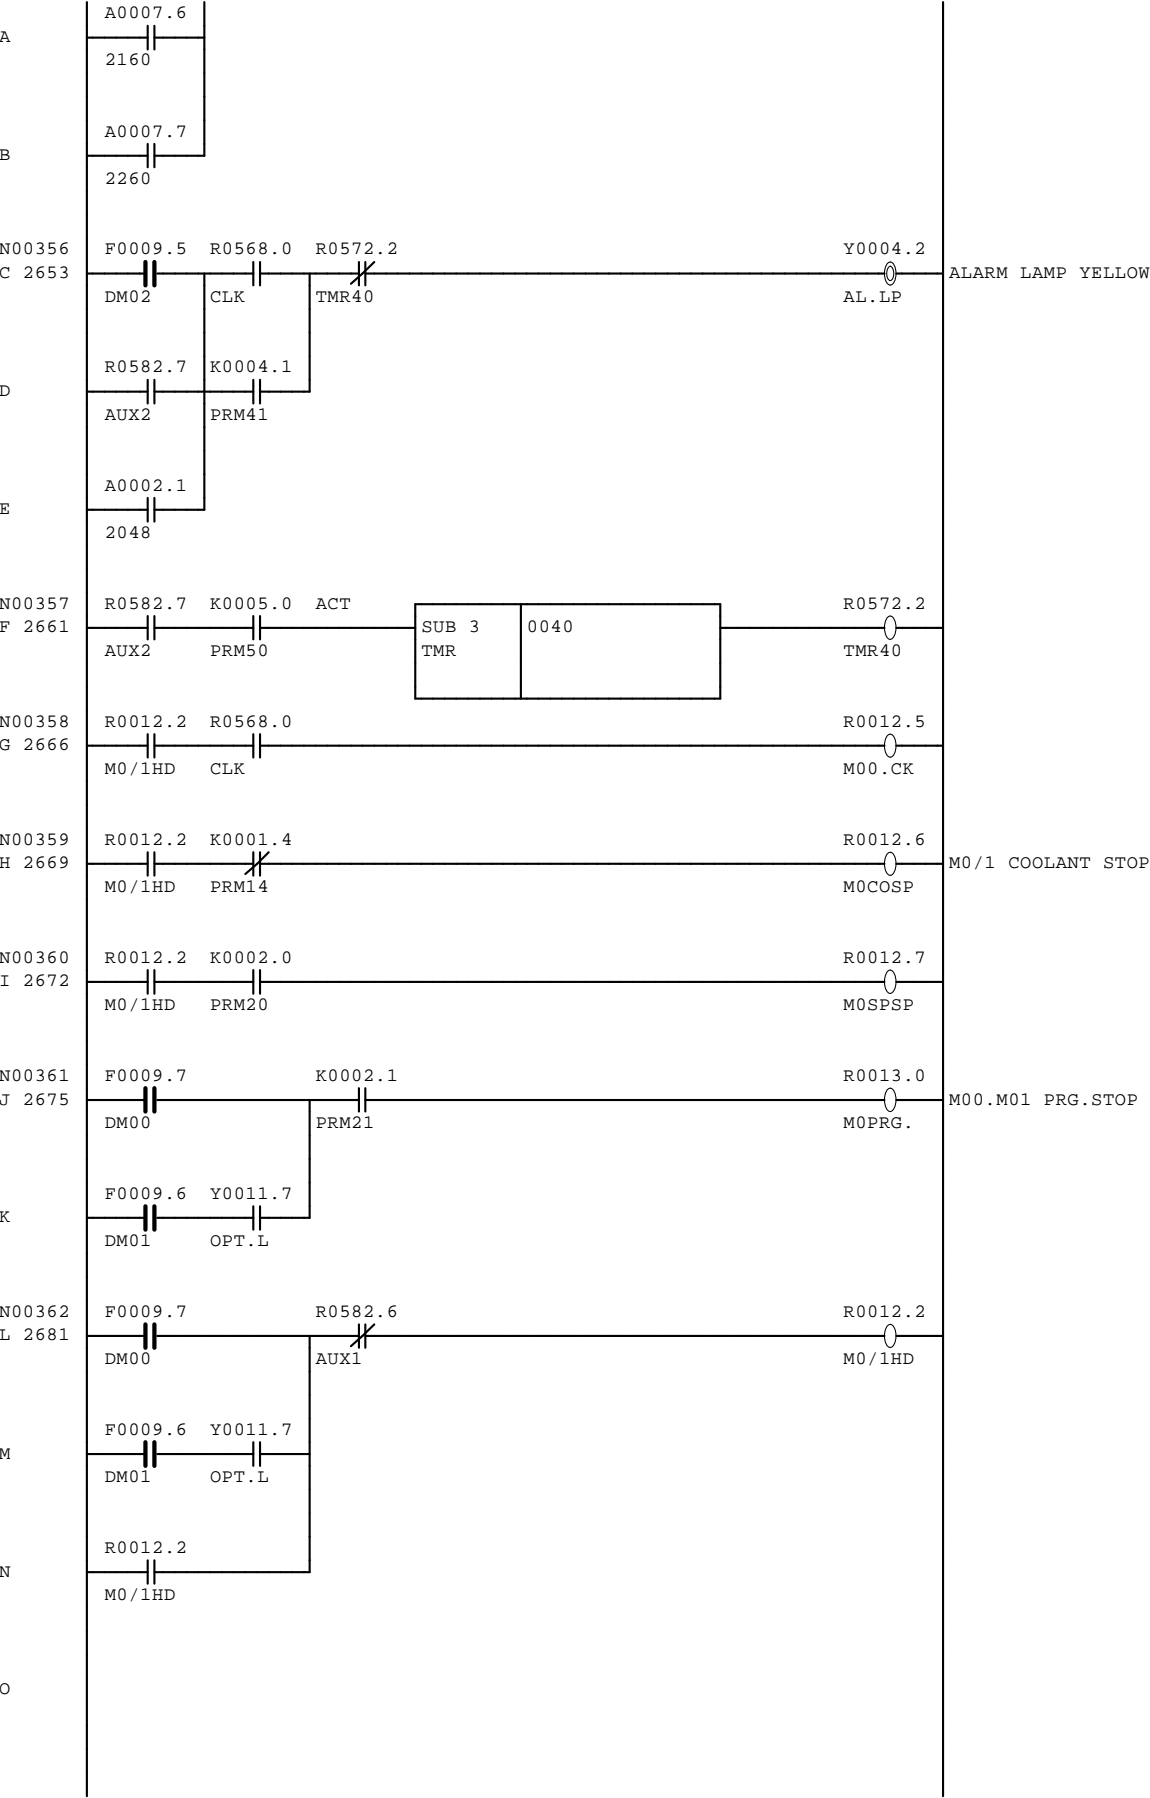 A0007.6
A
2160
A0007.7
B
2260
N00356 F0009.5 R0568.0 R0572.2 Y0004.2
C 2653 ALARM LAMP YELLOW
DM02 CLK TMR40 AL.LP
R0582.7 K0004.1
D
AUX2 PRM41
A0002.1
E
2048
N00357 R0582.7 K0005.0 ACT R0572.2
F 2661 SUB 3 0040
AUX2 PRM50 TMR TMR40
N00358 R0012.2 R0568.0 R0012.5
G 2666
M0/1HD CLK M00.CK
N00359 R0012.2 K0001.4 R0012.6
H 2669 M0/1 COOLANT STOP
M0/1HD PRM14 M0COSP
N00360 R0012.2 K0002.0 R0012.7
I 2672
M0/1HD PRM20 M0SPSP
N00361 F0009.7 K0002.1 R0013.0
J 2675 M00.M01 PRG.STOP
DM00 PRM21 M0PRG.
F0009.6 Y0011.7
K
DM01 OPT.L
N00362 F0009.7 R0582.6 R0012.2
L 2681
DM00 AUX1 M0/1HD
F0009.6 Y0011.7
M
DM01 OPT.L
R0012.2
N
M0/1HD
O